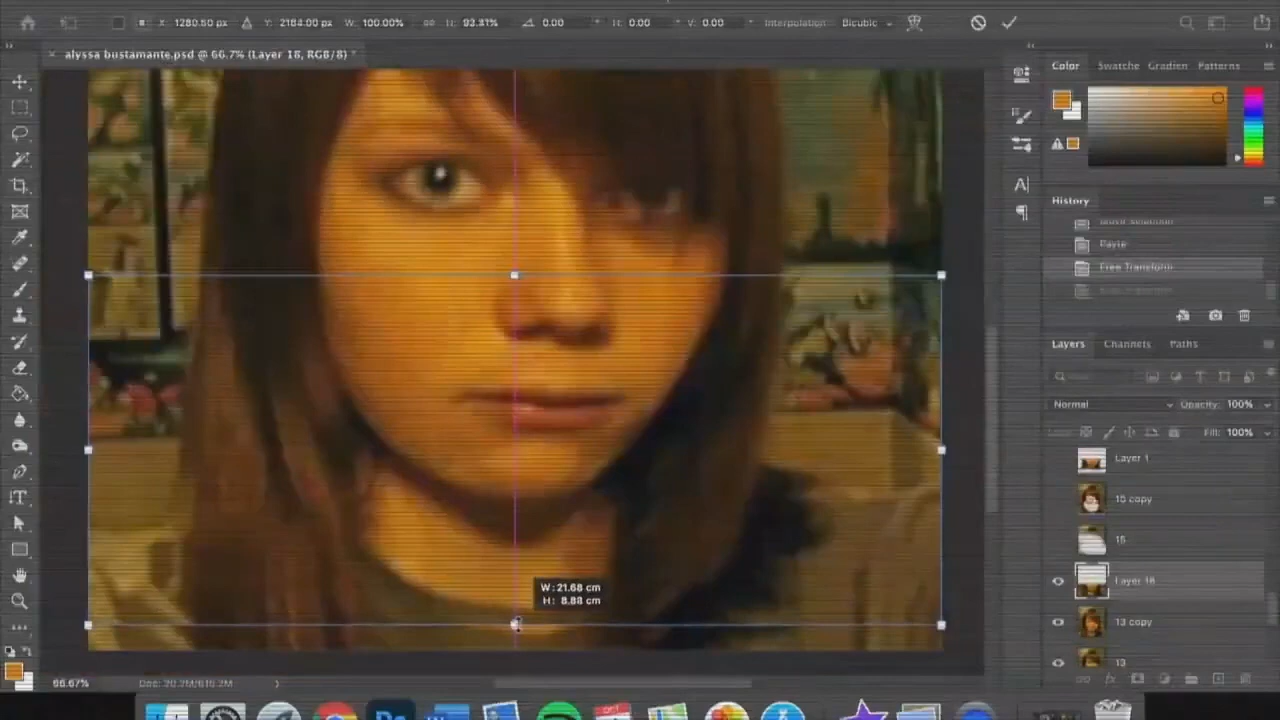 X: 1280.50 px Y: 2184.00 px W: 100.00% H: 93.31% 0.00 H: 0.00 V: 0.00 Interpolation Bicubic
alyssa bustamante.psd @ 66.7% (Layer 18, RGB/8) *
Color Swatche Gradien Patterns
History
Paste
Free Transform
Layers Channels Paths
Normal Opacity: 100%
Fill: 100%
Layer 1
15 copy
15
Layer 18
13 copy
13
W: 21.68 cm
H: 8.88 cm
66.67%
Ps